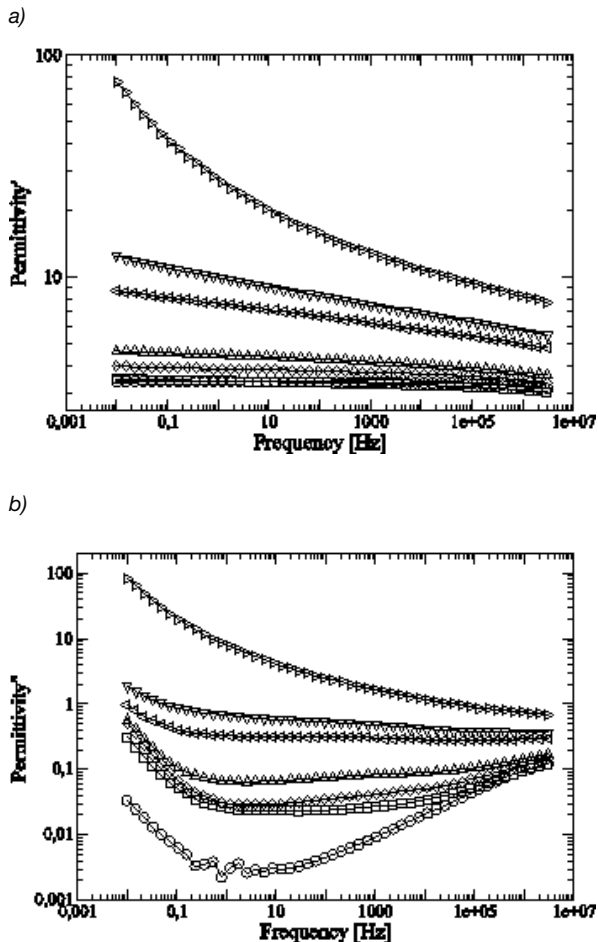 a)
100
10
Permittivity'
0,001 0,1 10 1000 1e+05 1e+07
Frequency [Hz]
b)
100
10
1
0,1
0,01
0,001
Permittivity"
0,001 0,1 10 1000 1e+05 1e+07
Frequency [Hz]